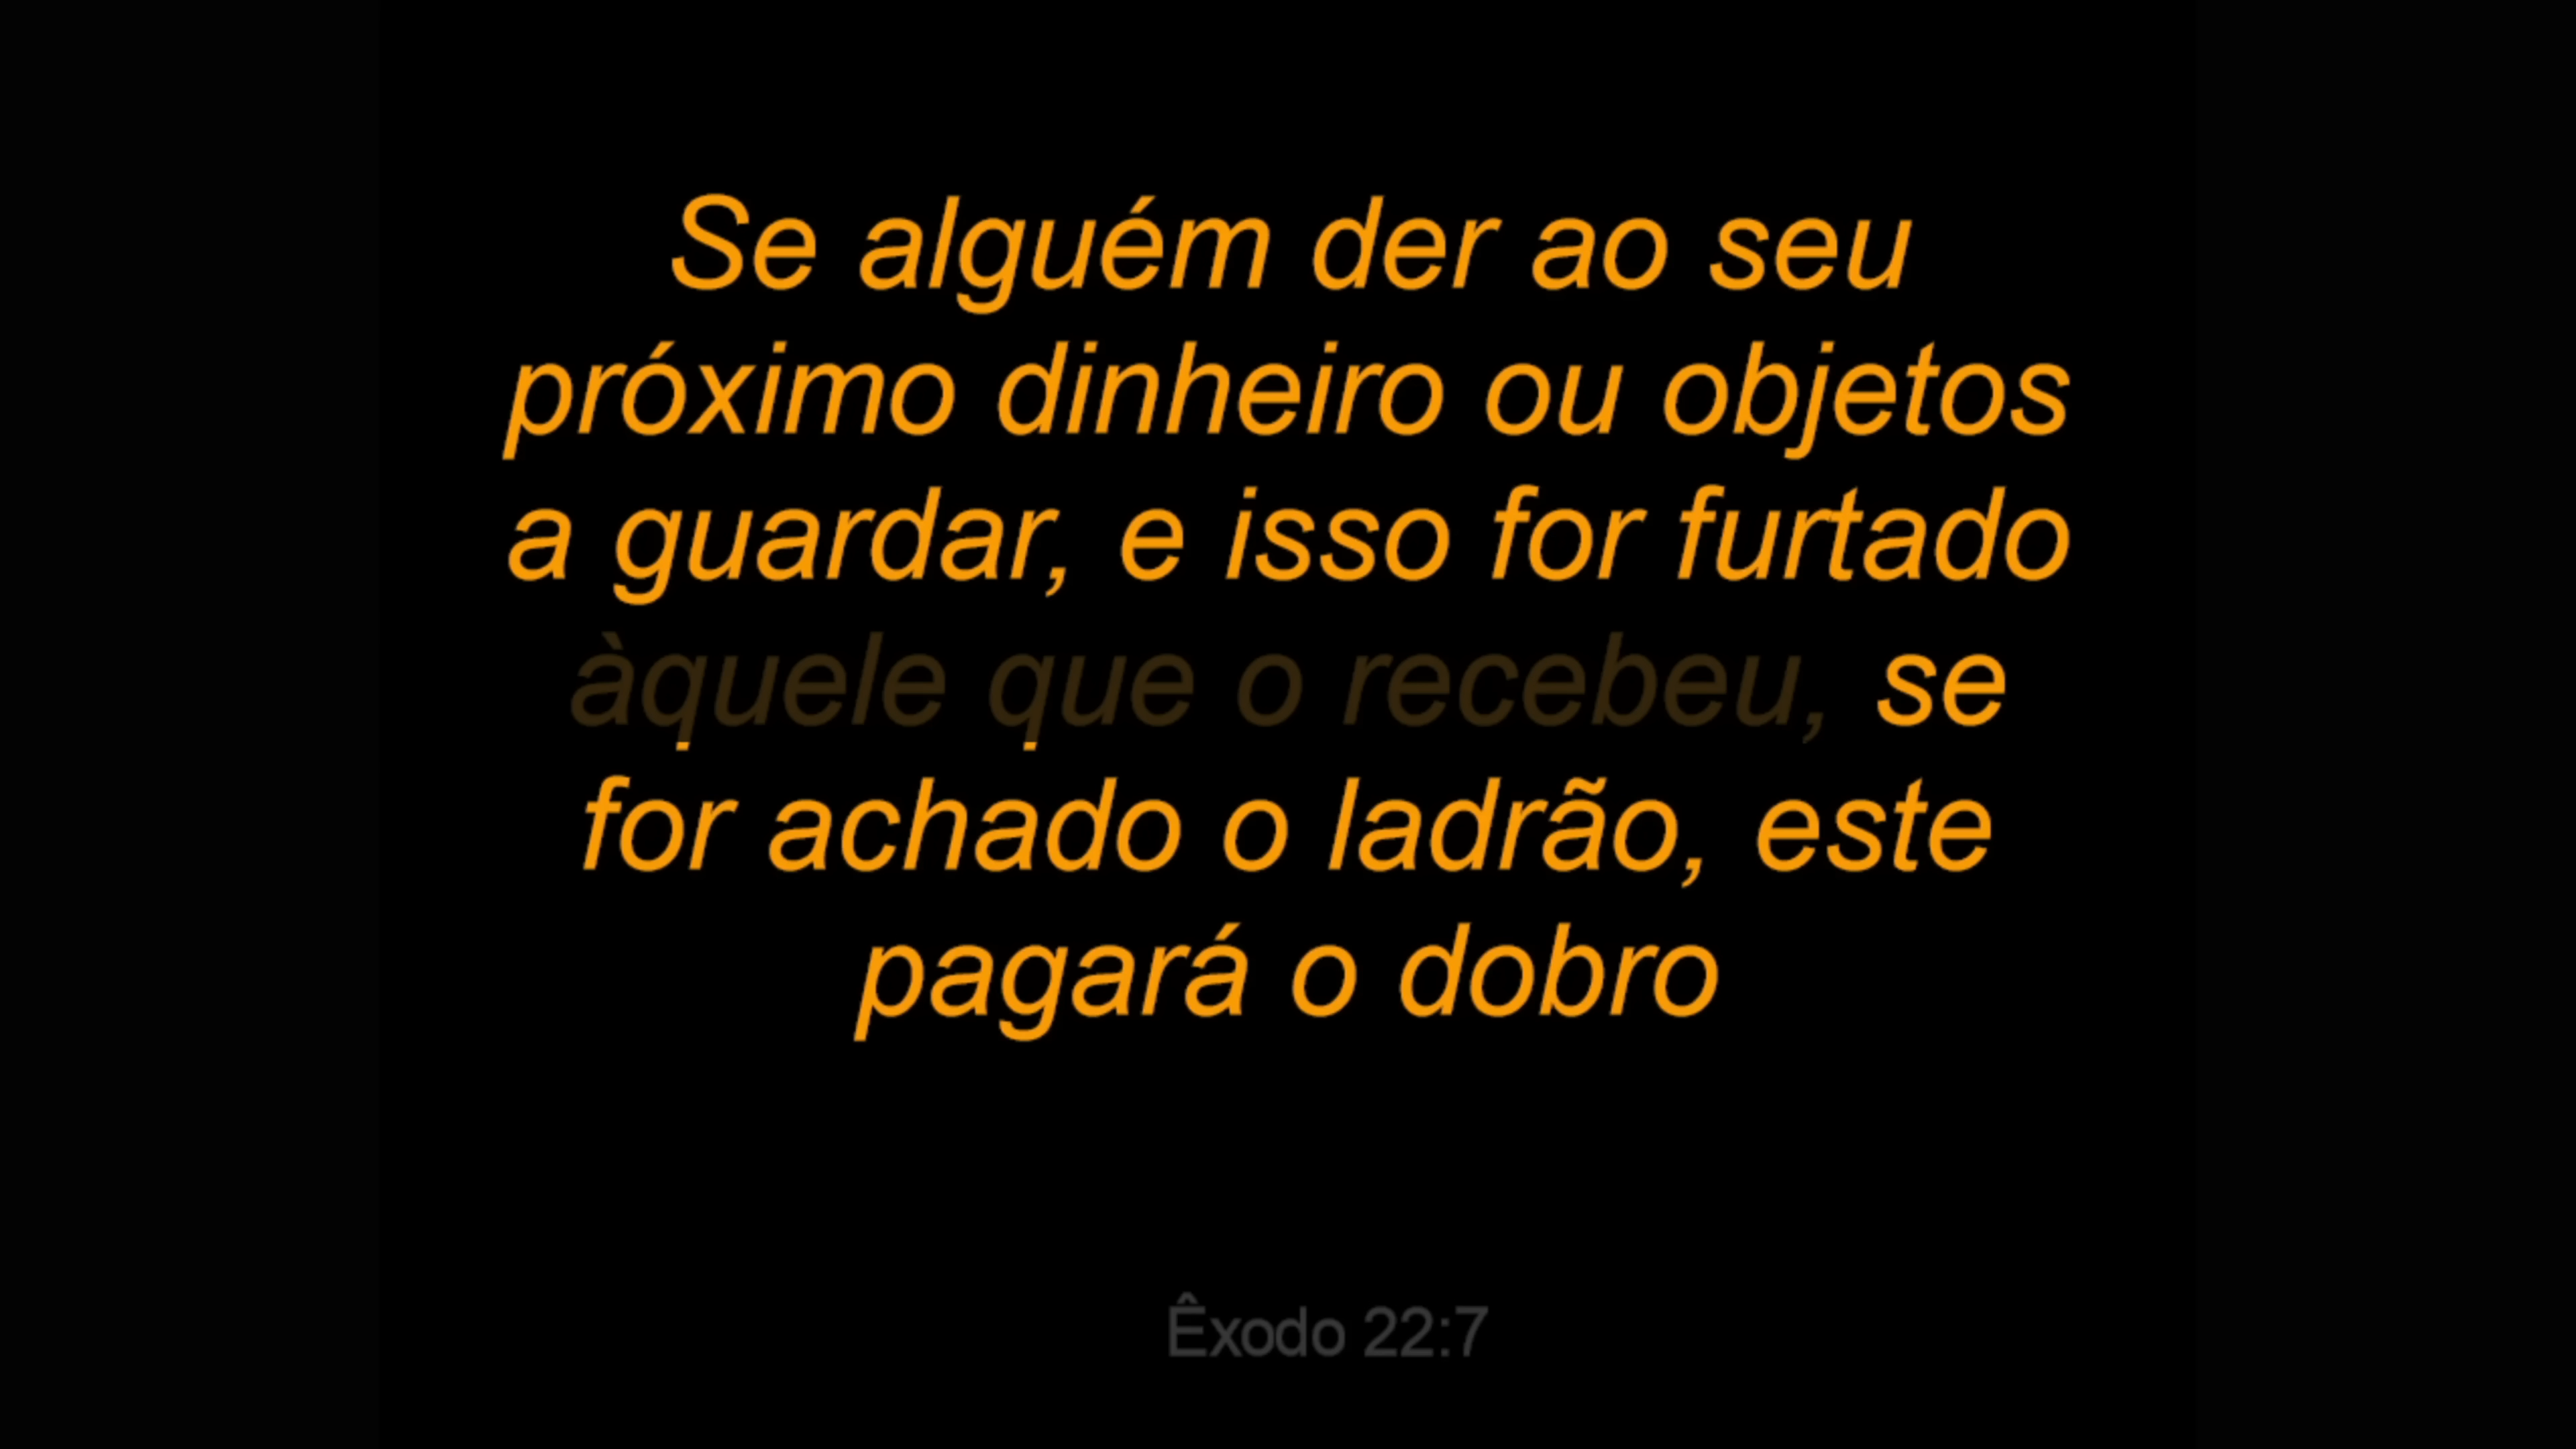 Se alguém der ao seu
próximo dinheiro ou objetos
a guardar, e isso for furtado
àquele que o recebeu, se
for achado o ladrão, este
pagará o dobro
Êxodo 22:7